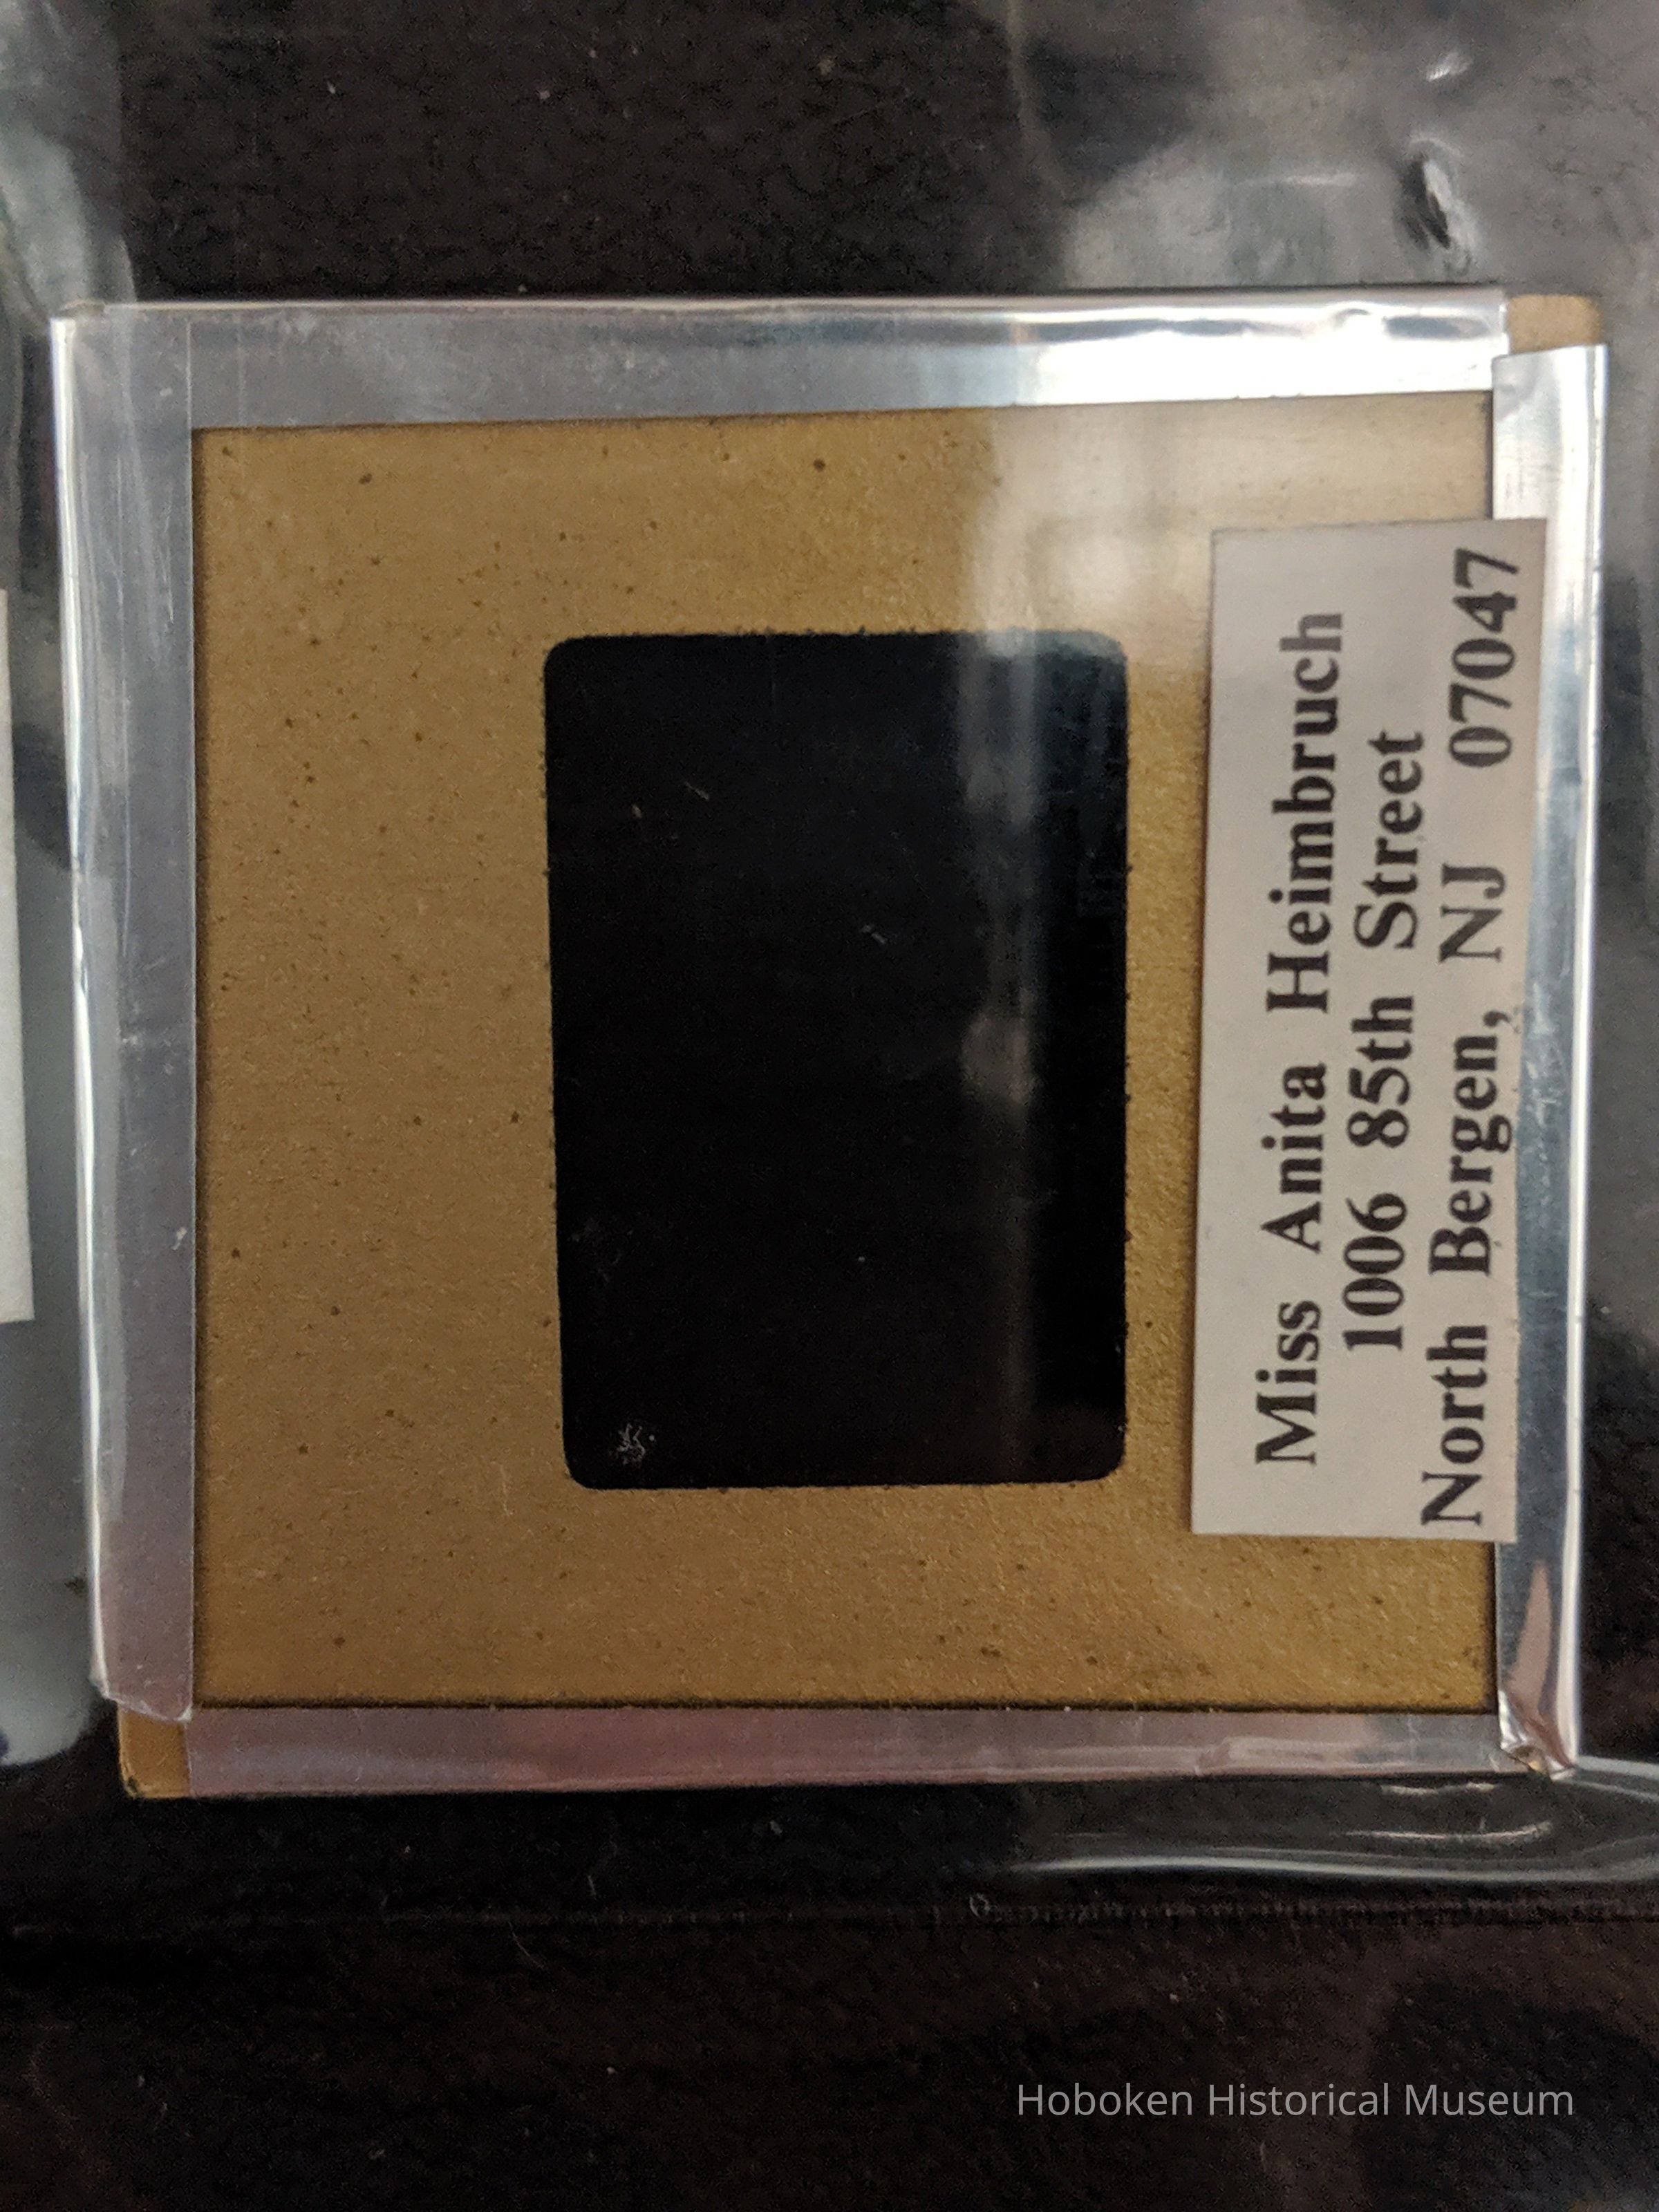 Miss Anita Heimbruch
1006 85th Street
North Bergen, NJ 07047
Hoboken Historical Museum